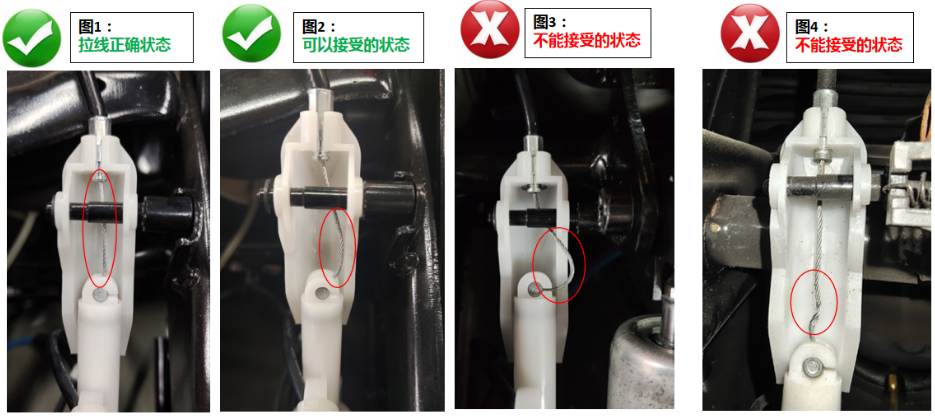 图1：
拉线正确状态
图2：
可以接受的状态
图3：
不能接受的状态
图4：
不能接受的状态